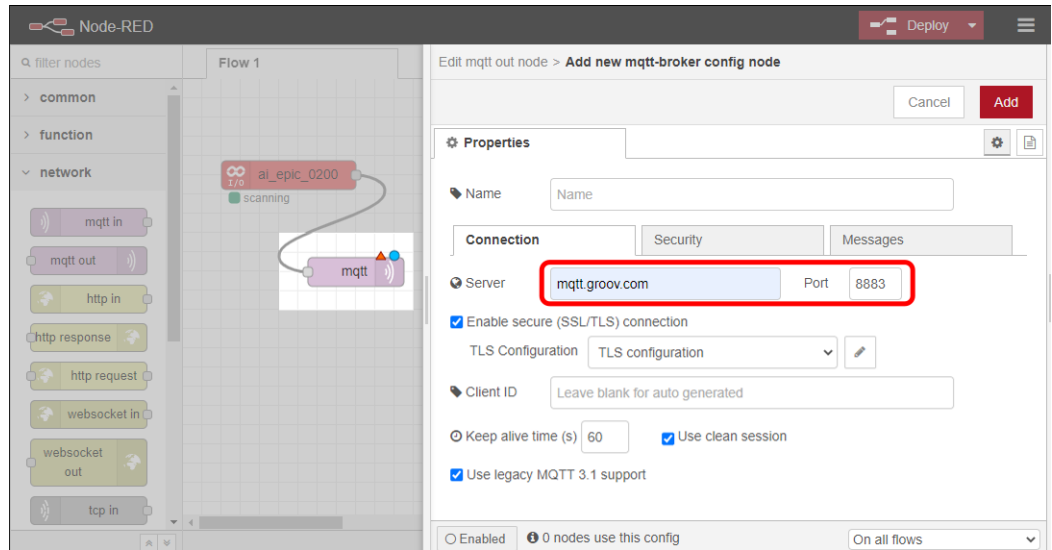 Node-RED
Deploy
filter nodes
Flow 1
Edit mqtt out node > Add new mqtt-broker config node
common
function
network
Cancel
Add
Properties
ai_epic_0200
I/O
scanning
mqtt
mqtt in
mqtt out
http in
http response
http request
websocket in
websocket
out
tcp in
Name
Name
Connection
Security
Messages
Server
mqtt.groov.com
Port
8883
Enable secure (SSL/TLS) connection
TLS Configuration
TLS configuration
Client ID
Leave blank for auto generated
Keep alive time (s)
60
Use clean session
Use legacy MQTT 3.1 support
Enabled
0 nodes use this config
On all flows